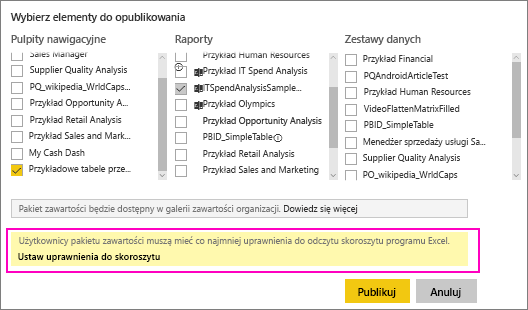 Wybierz elementy do opublikowania
Pulpity nawigacyjne
Sales Manager
Supplier Quality Analysis
PQ_wikipedia_WrldCaps...
Przykład Opportunity A...
Przykład Retail Analysis
Przykład Sales and Mark...
My Cash Dash
Przykładowe tabele prze...
Raporty
Przykład Human Resources
Przykład IT Spend Analysis
ITSpendAnalysisSample...
Przykład Olympics
Przykład Opportunity Analysis
PBID_SimpleTable
Przykład Retail Analysis
Przykład Sales and Marketing
Zestawy danych
Przykład Financial
PQAndroidArticleTest
Przykład Human Resources
VideoFlattenMatrixFilled
PBID_SimpleTable
Menedżer sprzedaży usługi Sa...
Supplier Quality Analysis
PO_wikipedia_WrldCaps
Pakiet zawartości będzie dostępny w galerii zawartości organizacji. Dowiedz się więcej
Użytkownicy pakietu zawartości muszą mieć co najmniej uprawnienia do odczytu skoroszytu programu Excel.
Ustaw uprawnienia do skoroszytu
Publikuj
Anuluj